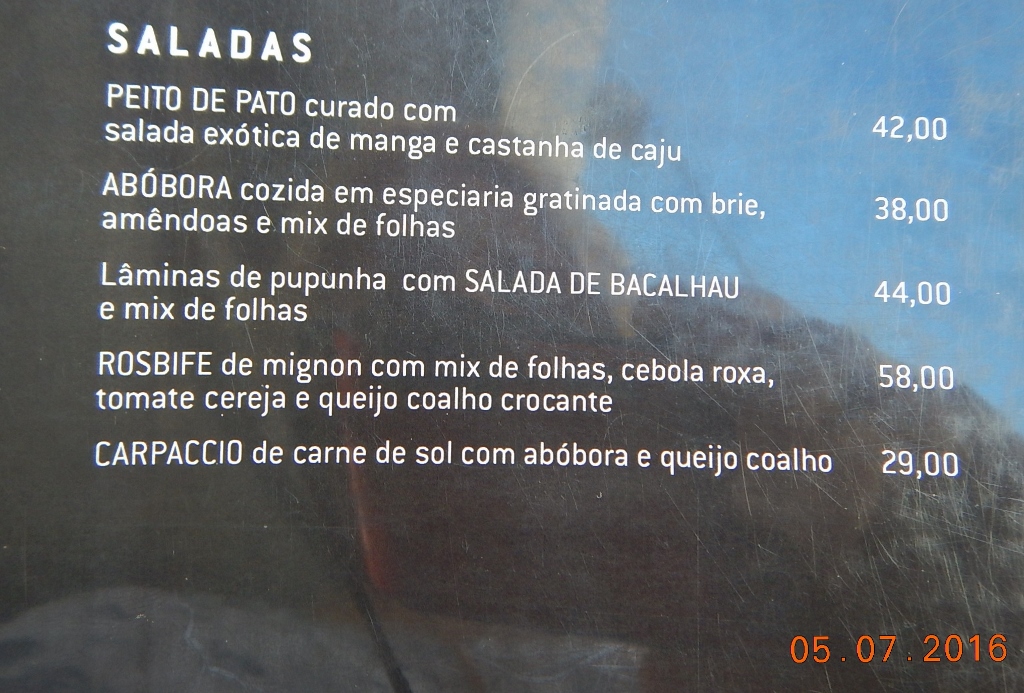 SALADAS
PEITO DE PATO curado com
salada exótica de manga e castanha de caju 42,00
ABÓBORA cozida em especiaria gratinada com brie,
amêndoas e mix de folhas 38,00
Lâminas de pupunha com SALADA DE BACALHAU
e mix de folhas 44,00
ROSBIFE de mignon com mix de folhas, cebola roxa,
tomate cereja e queijo coalho crocante 58,00
CARPACCIO de carne de sol com abóbora e queijo coalho 29,00
05.07.2016